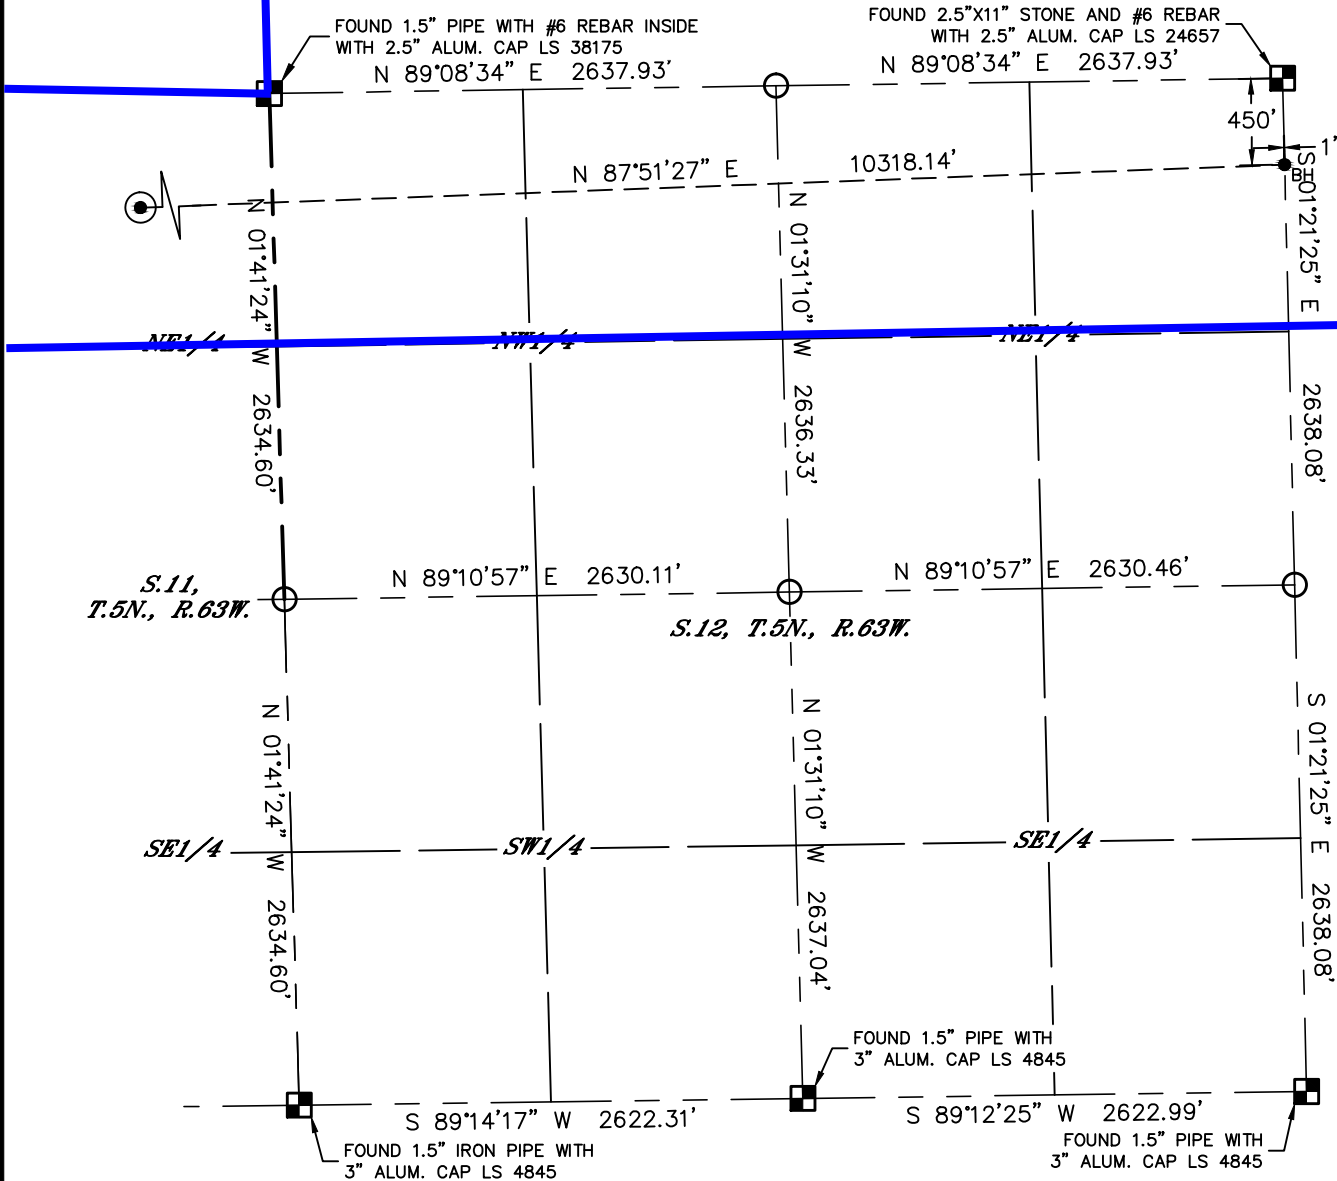 FOUND 1.5" PIPE WITH #6 REBAR INSIDE
WITH 2.5" ALUM. CAP LS 38175
FOUND 2.5"X11" STONE AND #6 REBAR
WITH 2.5" ALUM. CAP LS 24657
N 89°08'34" E 2637.93'
N 89°08'34" E 2637.93'
450'
1'
BH
N 87°51'27" E 10318.14'
N 01°41'24" W 2634.60'
N 01°31'10" W 2636.33'
S 01°21'25" E 2638.08'
NE1/4
NW1/4
NE1/4
S.11,
T.5N., R.63W.
N 89°10'57" E 2630.11'
N 89°10'57" E 2630.46'
S.12, T.5N., R.63W.
N 01°41'24" W 2634.60'
N 01°31'10" W 2637.04'
S 01°21'25" E 2638.08'
SE1/4
SW1/4
SE1/4
FOUND 1.5" PIPE WITH
3" ALUM. CAP LS 4845
S 89°14'17" W 2622.31'
S 89°12'25" W 2622.99'
FOUND 1.5" IRON PIPE WITH
3" ALUM. CAP LS 4845
FOUND 1.5" PIPE WITH
3" ALUM. CAP LS 4845